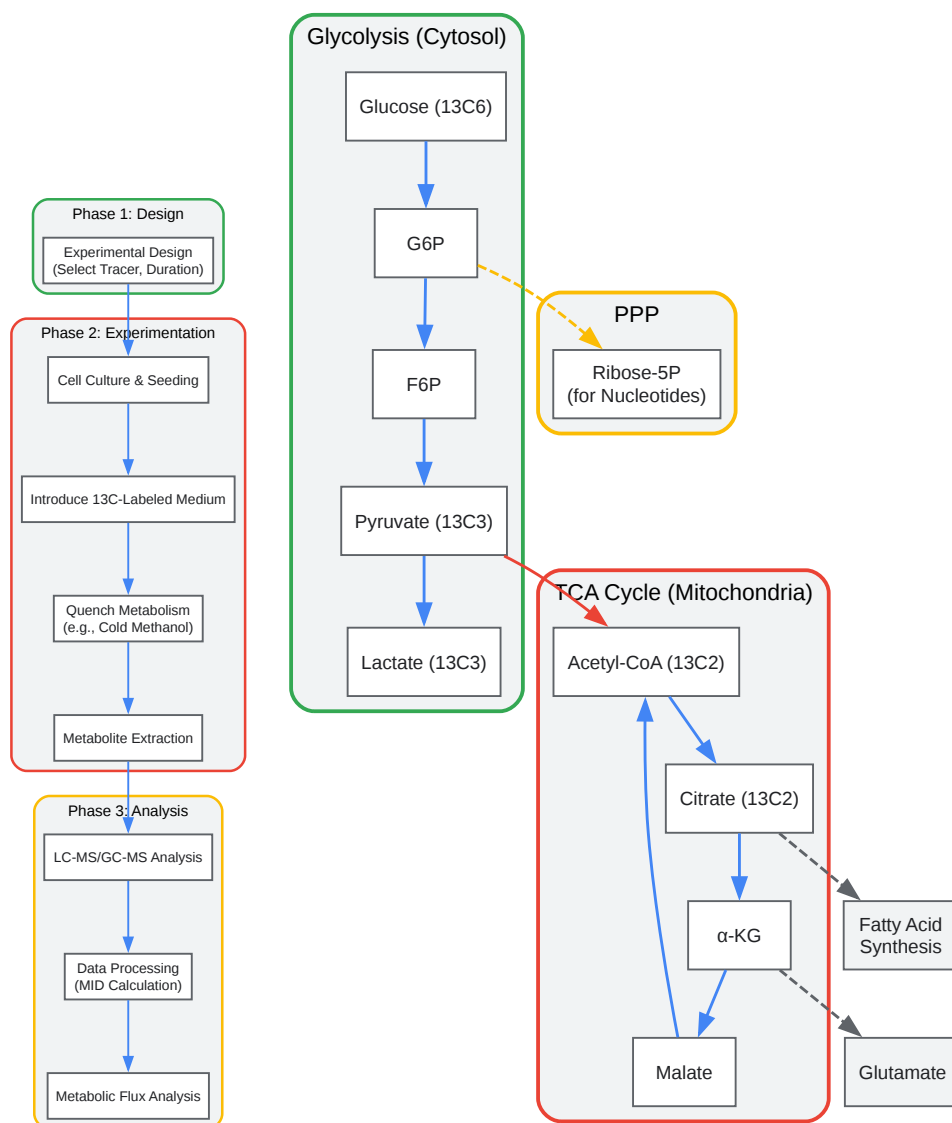 Phase 1: Design
Experimental Design
(Select Tracer, Duration)
Phase 2: Experimentation
Cell Culture & Seeding
Introduce 13C-Labeled Medium
Quench Metabolism
(e.g., Cold Methanol)
Metabolite Extraction
Phase 3: Analysis
LC-MS/GC-MS Analysis
Data Processing
(MID Calculation)
Metabolic Flux Analysis
Glycolysis (Cytosol)
Glucose (13C6)
G6P
F6P
Pyruvate (13C3)
Lactate (13C3)
PPP
Ribose-5P
(for Nucleotides)
TCA Cycle (Mitochondria)
Acetyl-CoA (13C2)
Citrate (13C2)
α-KG
Malate
Fatty Acid
Synthesis
Glutamate